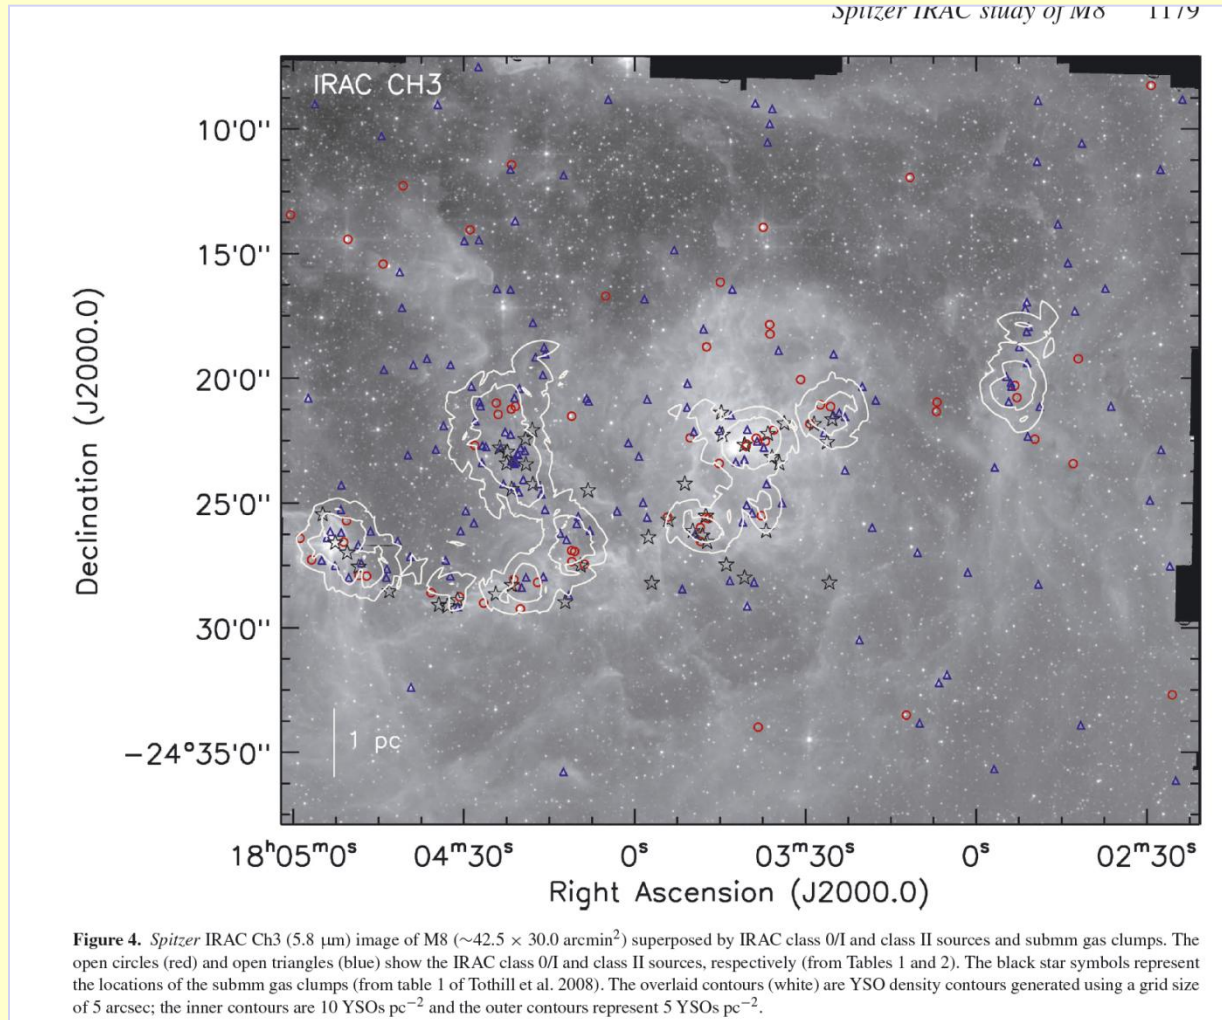 Spitzer IRAC study of M8 1179
IRAC CH3
10'0''
15'0''
20'0''
25'0''
30'0''
−24°35'0''
Declination (J2000.0)
1 pc
18ʰ05ᵐ0ˢ 04ᵐ30ˢ 0ˢ 03ᵐ30ˢ 0ˢ 02ᵐ30ˢ
Right Ascension (J2000.0)
Figure 4. Spitzer IRAC Ch3 (5.8 μm) image of M8 (∼42.5 × 30.0 arcmin²) superposed by IRAC class 0/I and class II sources and submm gas clumps. The
open circles (red) and open triangles (blue) show the IRAC class 0/I and class II sources, respectively (from Tables 1 and 2). The black star symbols represent
the locations of the submm gas clumps (from table 1 of Tothill et al. 2008). The overlaid contours (white) are YSO density contours generated using a grid size
of 5 arcsec; the inner contours are 10 YSOs pc⁻² and the outer contours represent 5 YSOs pc⁻².